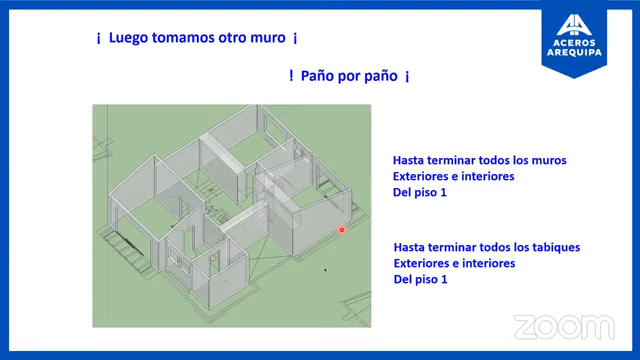 ¡ Luego tomamos otro muro ¡
! Paño por paño ¡
ACEROS
AREQUIPA
Hasta terminar todos los muros
Exteriores e interiores
Del piso 1
Hasta terminar todos los tabiques
Exteriores e interiores
Del piso 1
zoom